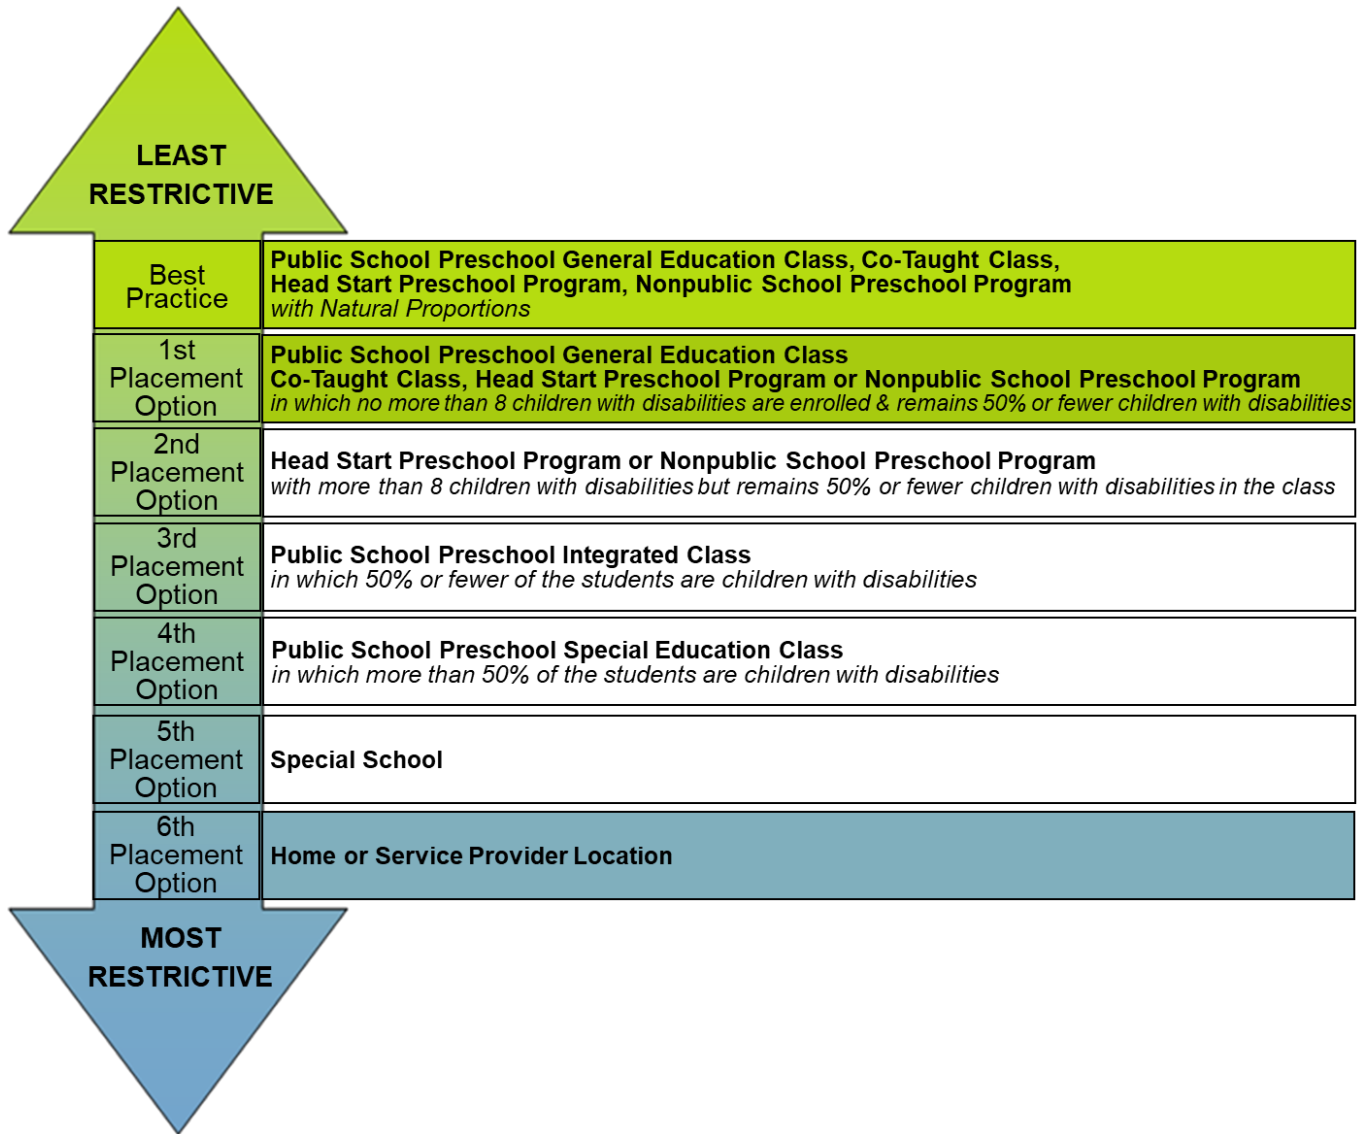 LEAST
RESTRICTIVE
Best
Practice
Public School Preschool General Education Class, Co-Taught Class,
Head Start Preschool Program, Nonpublic School Preschool Program
with Natural Proportions
1st
Placement
Option
Public School Preschool General Education Class
Co-Taught Class, Head Start Preschool Program or Nonpublic School Preschool Program
in which no more than 8 children with disabilities are enrolled & remains 50% or fewer children with disabilities
2nd
Placement
Option
Head Start Preschool Program or Nonpublic School Preschool Program
with more than 8 children with disabilities but remains 50% or fewer children with disabilities in the class
3rd
Placement
Option
Public School Preschool Integrated Class
in which 50% or fewer of the students are children with disabilities
4th
Placement
Option
Public School Preschool Special Education Class
in which more than 50% of the students are children with disabilities
5th
Placement
Option
Special School
6th
Placement
Option
Home or Service Provider Location
MOST
RESTRICTIVE